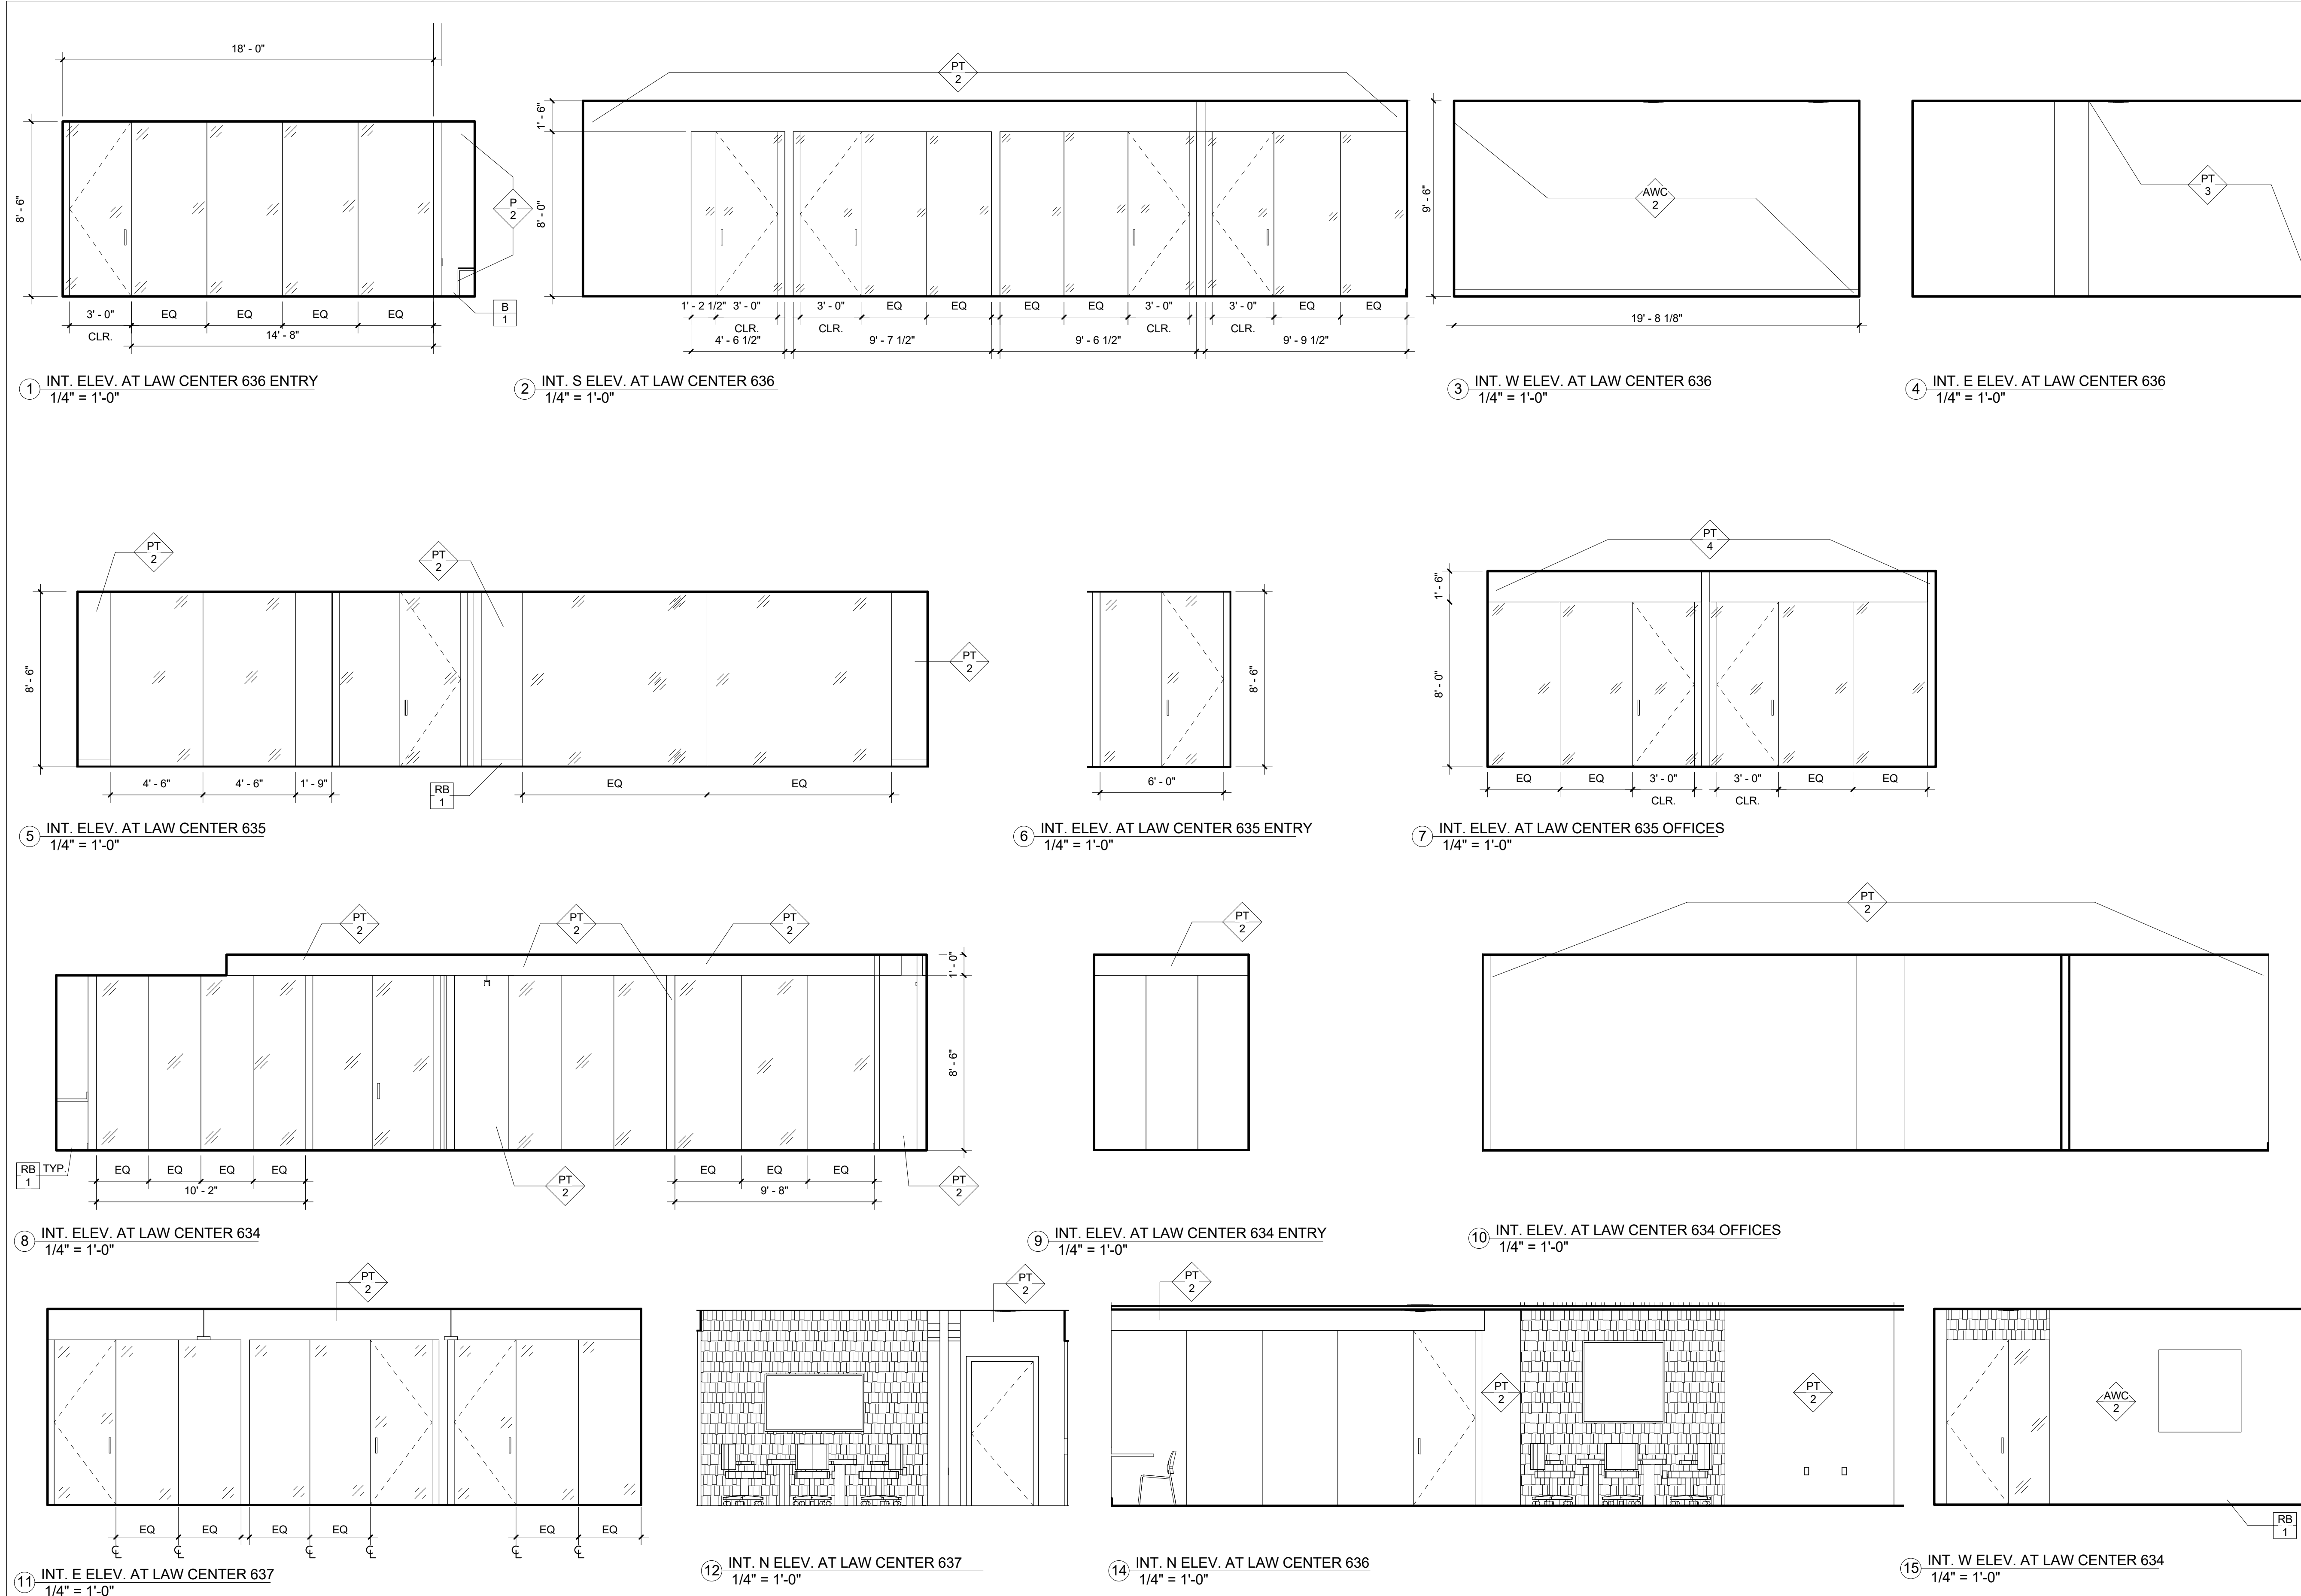 18' - 0"
8' - 6"
P
2
B
1
3' - 0"
EQ
EQ
EQ
EQ
CLR.
14' - 8"
1 INT. ELEV. AT LAW CENTER 636 ENTRY
1/4" = 1'-0"
PT
2
1' - 6"
8' - 0"
1' - 2 1/2"
3' - 0"
3' - 0"
EQ
EQ
EQ
EQ
3' - 0"
3' - 0"
EQ
EQ
CLR.
CLR.
CLR.
CLR.
4' - 6 1/2"
9' - 7 1/2"
9' - 6 1/2"
9' - 9 1/2"
2 INT. S ELEV. AT LAW CENTER 636
1/4" = 1'-0"
9' - 6"
AWC
2
19' - 8 1/8"
3 INT. W ELEV. AT LAW CENTER 636
1/4" = 1'-0"
PT
3
4 INT. E ELEV. AT LAW CENTER 636
1/4" = 1'-0"
PT
2
PT
2
PT
2
8' - 6"
4' - 6"
4' - 6"
1' - 9"
RB
1
EQ
EQ
5 INT. ELEV. AT LAW CENTER 635
1/4" = 1'-0"
8' - 6"
6' - 0"
6 INT. ELEV. AT LAW CENTER 635 ENTRY
1/4" = 1'-0"
PT
4
1' - 6"
8' - 0"
EQ
EQ
3' - 0"
3' - 0"
EQ
EQ
CLR.
CLR.
7 INT. ELEV. AT LAW CENTER 635 OFFICES
1/4" = 1'-0"
PT
2
PT
2
PT
2
1' - 0"
8' - 6"
RB TYP.
1
EQ
EQ
EQ
EQ
10' - 2"
PT
2
EQ
EQ
EQ
9' - 8"
PT
2
8 INT. ELEV. AT LAW CENTER 634
1/4" = 1'-0"
PT
2
9 INT. ELEV. AT LAW CENTER 634 ENTRY
1/4" = 1'-0"
PT
2
10 INT. ELEV. AT LAW CENTER 634 OFFICES
1/4" = 1'-0"
PT
2
EQ
EQ
EQ
EQ
EQ
EQ
11 INT. E ELEV. AT LAW CENTER 637
1/4" = 1'-0"
PT
2
12 INT. N ELEV. AT LAW CENTER 637
1/4" = 1'-0"
PT
2
PT
2
PT
2
14 INT. N ELEV. AT LAW CENTER 636
1/4" = 1'-0"
AWC
2
RB
1
15 INT. W ELEV. AT LAW CENTER 634
1/4" = 1'-0"